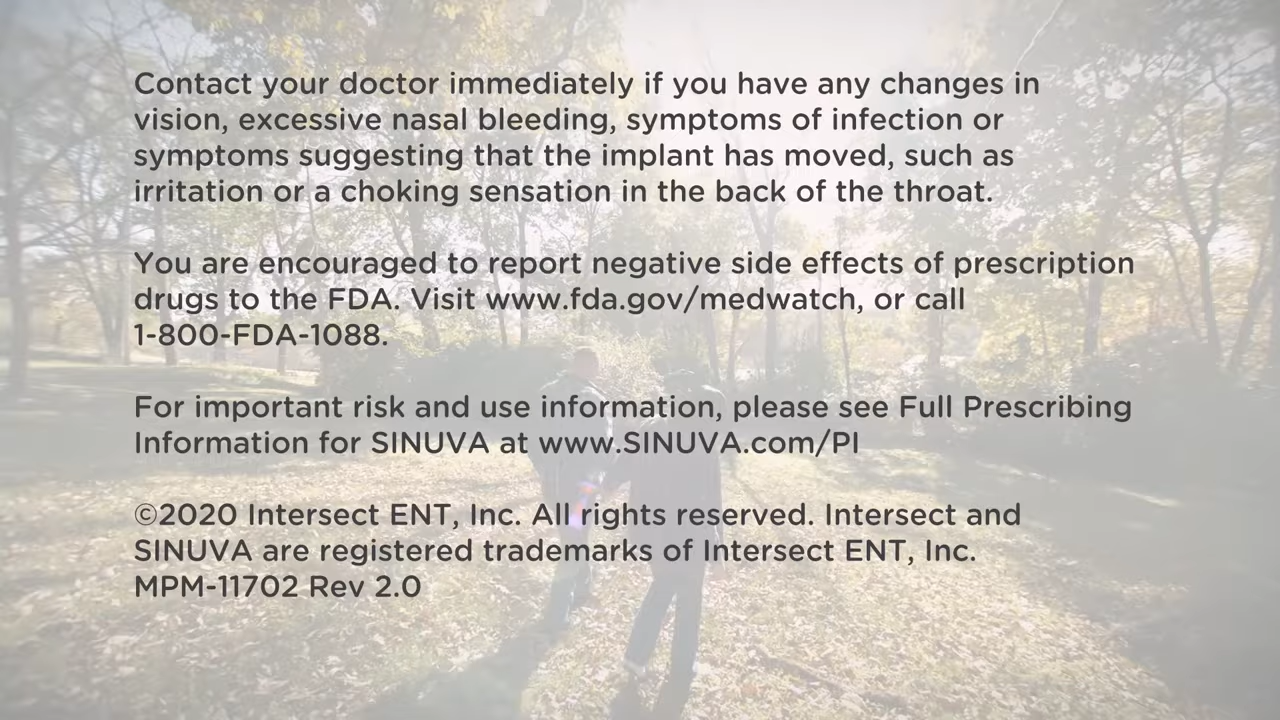 Contact your doctor immediately if you have any changes in
vision, excessive nasal bleeding, symptoms of infection or
symptoms suggesting that the implant has moved, such as
irritation or a choking sensation in the back of the throat.
You are encouraged to report negative side effects of prescription
drugs to the FDA. Visit www.fda.gov/medwatch, or call
1-800-FDA-1088.
For important risk and use information, please see Full Prescribing
Information for SINUVA at www.SINUVA.com/PI
©2020 Intersect ENT, Inc. All rights reserved. Intersect and
SINUVA are registered trademarks of Intersect ENT, Inc.
MPM-11702 Rev 2.0